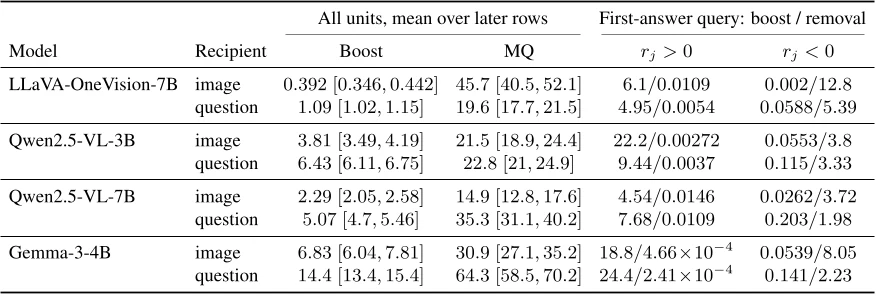 All units, mean over later rows First-answer query: boost / removal
Model Recipient Boost MQ r_j > 0 r_j < 0
LLaVA-OneVision-7B image 0.392 [0.346, 0.442] 45.7 [40.5, 52.1] 6.1/0.0109 0.002/12.8
question 1.09 [1.02, 1.15] 19.6 [17.7, 21.5] 4.95/0.0054 0.0588/5.39
Qwen2.5-VL-3B image 3.81 [3.49, 4.19] 21.5 [18.9, 24.4] 22.2/0.00272 0.0553/3.8
question 6.43 [6.11, 6.75] 22.8 [21, 24.9] 9.44/0.0037 0.115/3.33
Qwen2.5-VL-7B image 2.29 [2.05, 2.58] 14.9 [12.8, 17.6] 4.54/0.0146 0.0262/3.72
question 5.07 [4.7, 5.46] 35.3 [31.1, 40.2] 7.68/0.0109 0.203/1.98
Gemma-3-4B image 6.83 [6.04, 7.81] 30.9 [27.1, 35.2] 18.8/4.66×10⁻⁴ 0.0539/8.05
question 14.4 [13.4, 15.4] 64.3 [58.5, 70.2] 24.4/2.41×10⁻⁴ 0.141/2.23